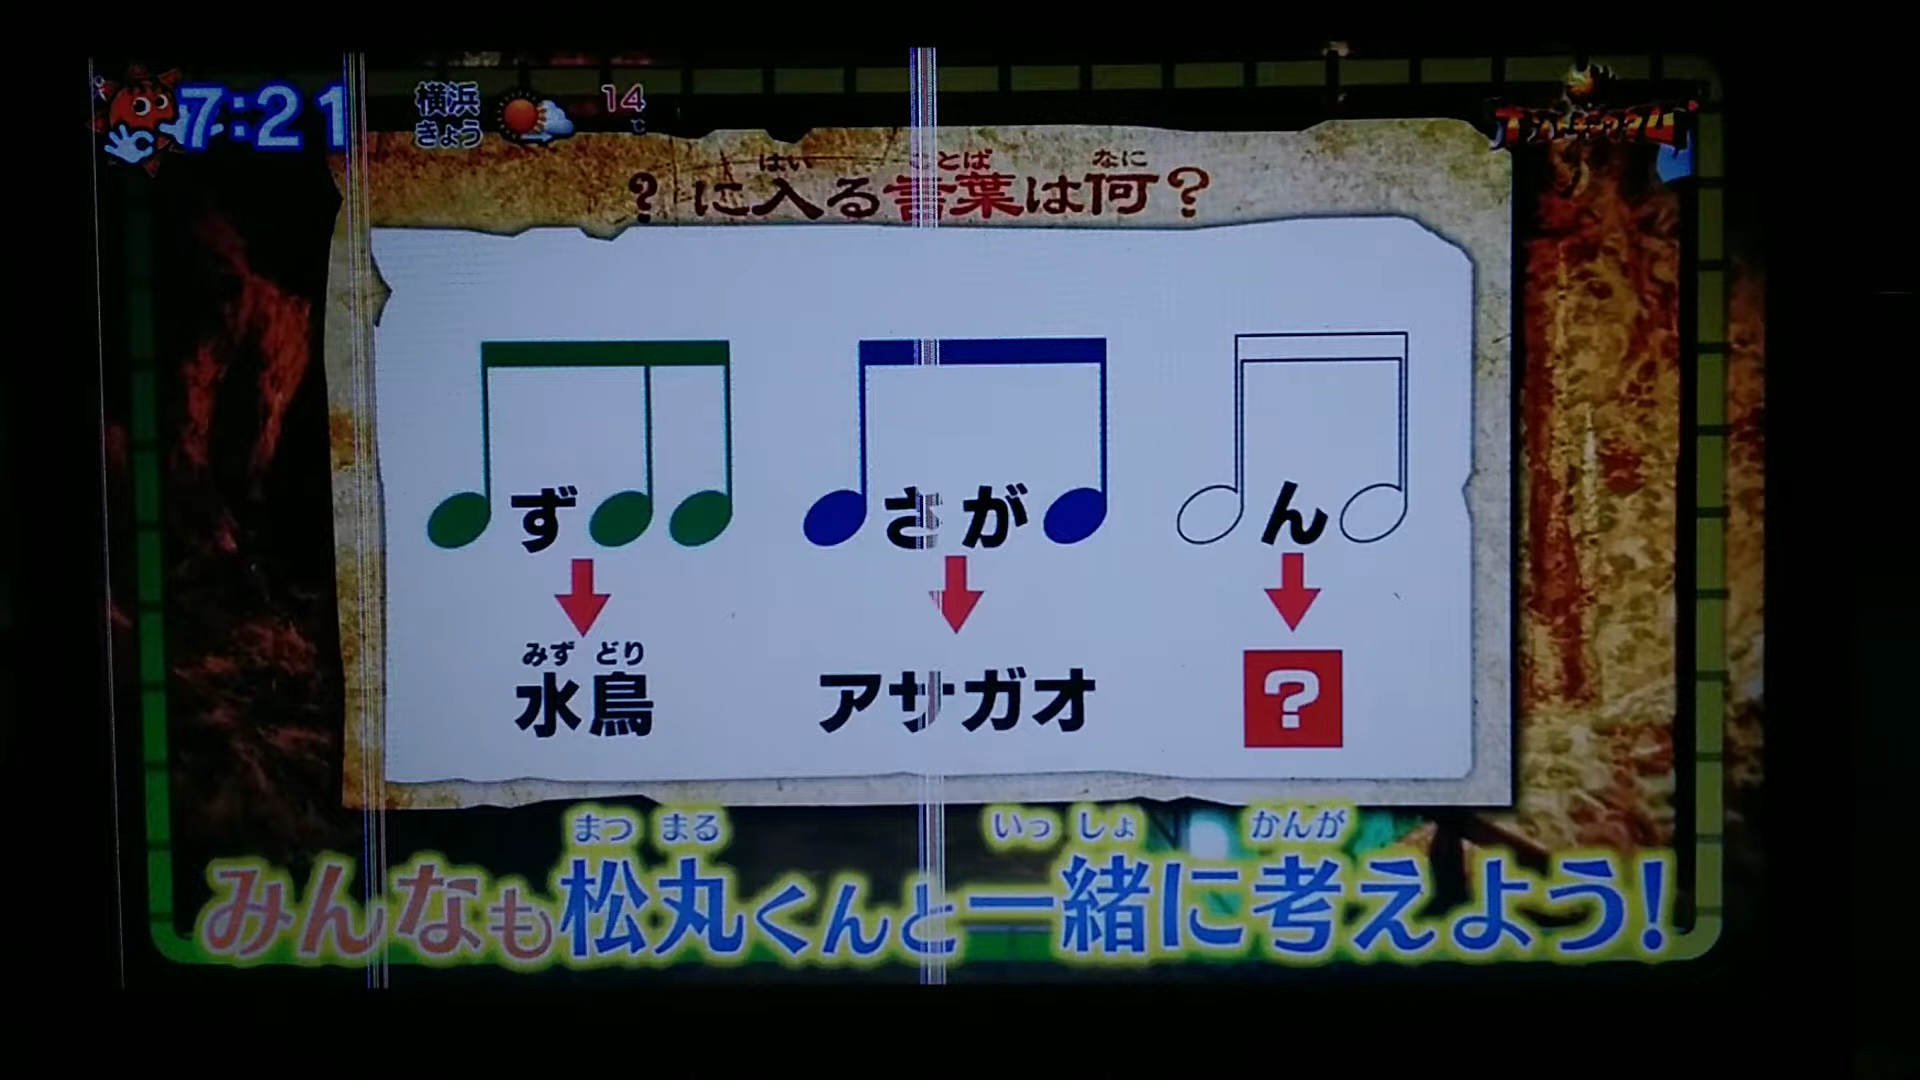 7:21
横浜
きょう
14
℃
はい ことば なに
？に入る言葉は何？
ず さ が ん
みず どり
水鳥 アサガオ ？
まつ まる いっ しょ かんが
みんなも松丸くんと一緒に考えよう！